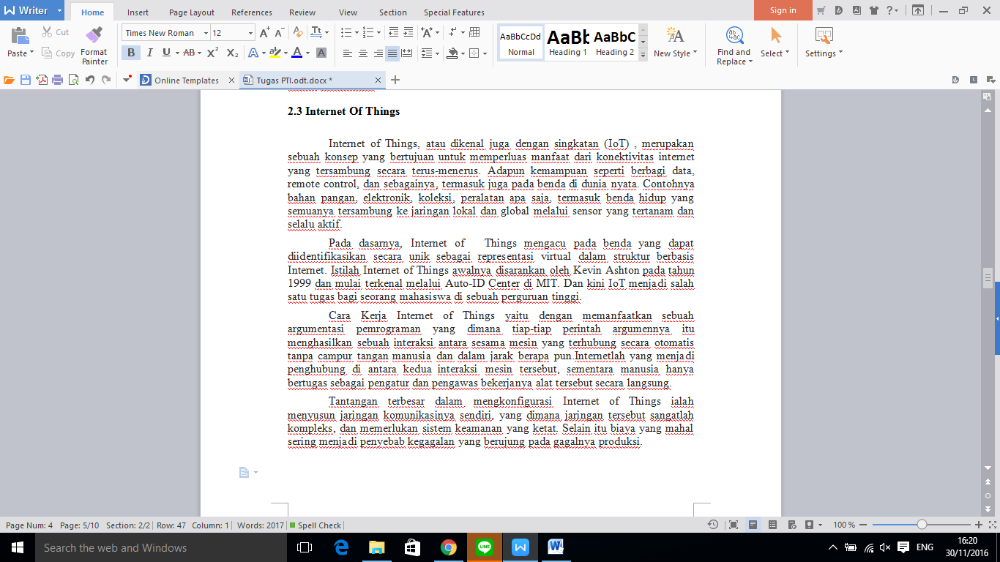 Writer
Home Insert Page Layout References Review View Section Special Features
Sign in
Paste Cut Copy Format Painter
Times New Roman 12
B I U AB X² X₂ A
AaBbCcDd AaBb AaBbC
Normal Heading 1 Heading 2
New Style Find and Replace Select Settings
Online Templates Tugas PTI.odt.docx *
2.3 Internet Of Things
Internet of Things, atau dikenal juga dengan singkatan (IoT) , merupakan
sebuah konsep yang bertujuan untuk memperluas manfaat dari konektivitas internet
yang tersambung secara terus-menerus. Adapun kemampuan seperti berbagi data,
remote control, dan sebagainya, termasuk juga pada benda di dunia nyata. Contohnya
bahan pangan, elektronik, koleksi, peralatan apa saja, termasuk benda hidup yang
semuanya tersambung ke jaringan lokal dan global melalui sensor yang tertanam dan
selalu aktif.
Pada dasarnya, Internet of Things mengacu pada benda yang dapat
diidentifikasikan secara unik sebagai representasi virtual dalam struktur berbasis
Internet. Istilah Internet of Things awalnya disarankan oleh Kevin Ashton pada tahun
1999 dan mulai terkenal melalui Auto-ID Center di MIT. Dan kini IoT menjadi salah
satu tugas bagi seorang mahasiswa di sebuah perguruan tinggi.
Cara Kerja Internet of Things yaitu dengan memanfaatkan sebuah
argumentasi pemrograman yang dimana tiap-tiap perintah argumennya itu
menghasilkan sebuah interaksi antara sesama mesin yang terhubung secara otomatis
tanpa campur tangan manusia dan dalam jarak berapa pun.Internetlah yang menjadi
penghubung di antara kedua interaksi mesin tersebut, sementara manusia hanya
bertugas sebagai pengatur dan pengawas bekerjanya alat tersebut secara langsung.
Tantangan terbesar dalam mengkonfigurasi Internet of Things ialah
menyusun jaringan komunikasinya sendiri, yang dimana jaringan tersebut sangatlah
kompleks, dan memerlukan sistem keamanan yang ketat. Selain itu biaya yang mahal
sering menjadi penyebab kegagalan yang berujung pada gagalnya produksi.
Page Num: 4 Page: 5/10 Section: 2/2 Row: 47 Column: 1 Words: 2017 Spell Check 100 %
Search the web and Windows
LINE
ENG
16:20
30/11/2016